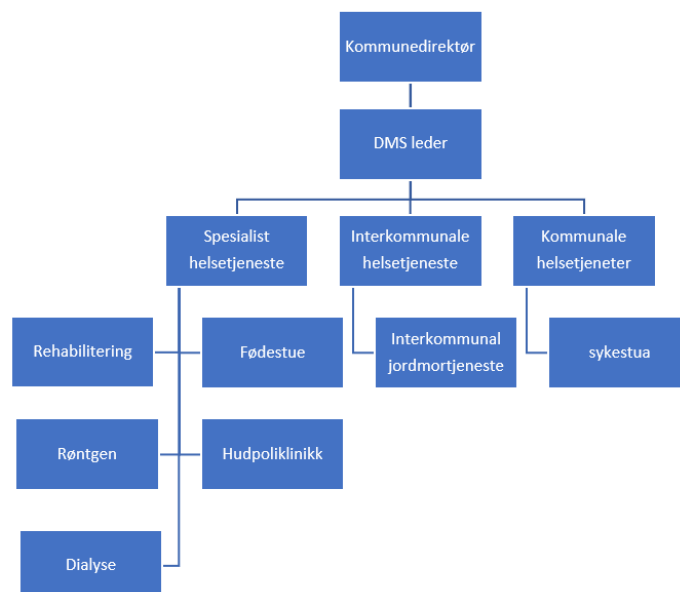 Kommunedirektør
DMS leder
Spesialist
helsetjeneste
Interkommunale
helsetjeneste
Kommunale
helsetjeneter
Rehabilitering
Fødestue
Interkommunal
jordmortjeneste
sykestua
Røntgen
Hudpoliklinikk
Dialyse